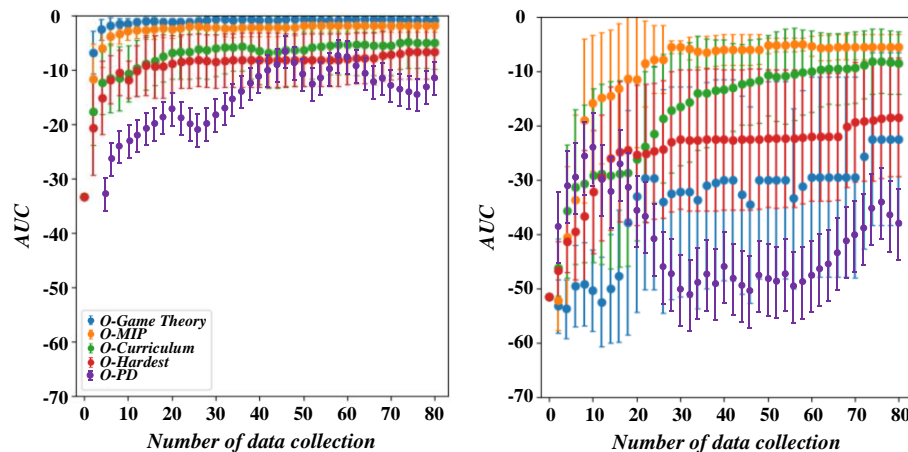 0
-10
-20
-30
-40
-50
-60
-70
AUC
O-Game Theory
O-MIP
O-Curriculum
O-Hardest
O-PD
0 10 20 30 40 50 60 70 80
Number of data collection
0
-10
-20
-30
-40
-50
-60
-70
AUC
0 10 20 30 40 50 60 70 80
Number of data collection